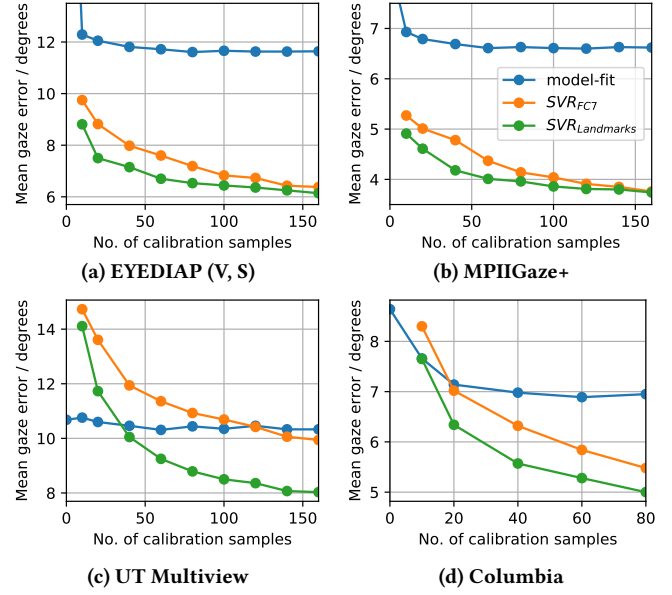 Mean gaze error / degrees
12
10
8
6
0
50
100
150
No. of calibration samples
(a) EYEDIAP (V, S)
Mean gaze error / degrees
7
6
5
4
model-fit
SVR_FC7
SVR_Landmarks
0
50
100
150
No. of calibration samples
(b) MPIIGaze+
Mean gaze error / degrees
14
12
10
8
0
50
100
150
No. of calibration samples
(c) UT Multiview
Mean gaze error / degrees
8
7
6
5
0
20
40
60
80
No. of calibration samples
(d) Columbia